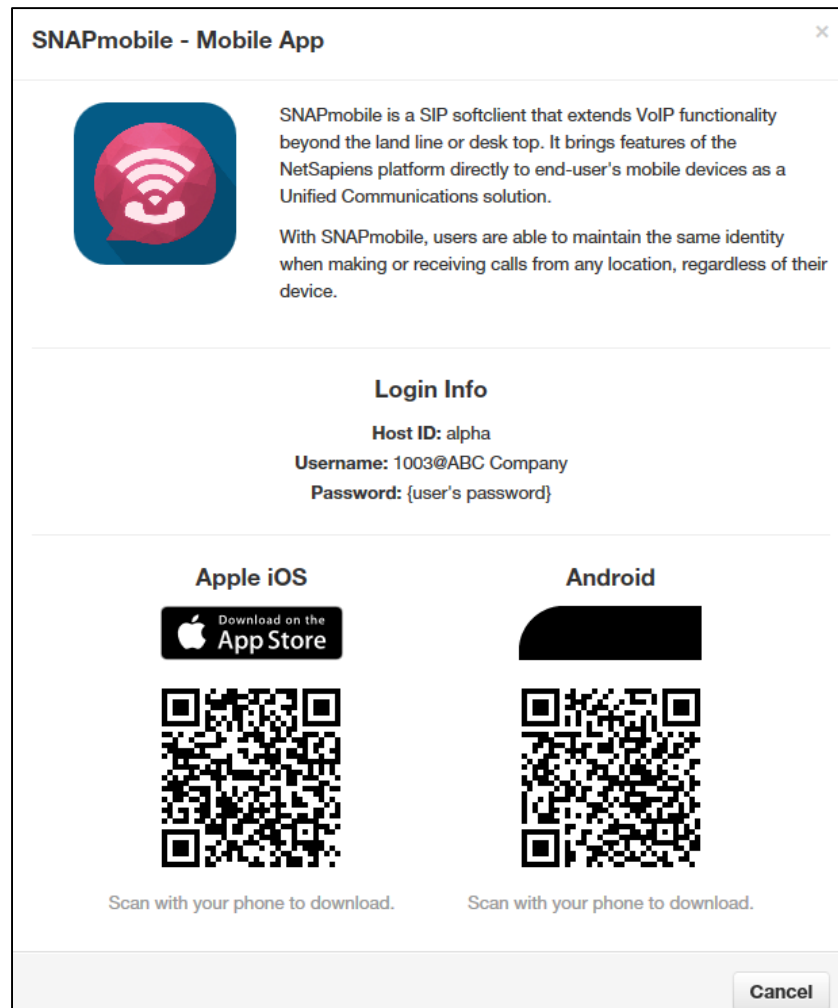 SNAPmobile - Mobile App
×
SNAPmobile is a SIP softclient that extends VoIP functionality
beyond the land line or desk top. It brings features of the
NetSapiens platform directly to end-user's mobile devices as a
Unified Communications solution.
With SNAPmobile, users are able to maintain the same identity
when making or receiving calls from any location, regardless of their
device.
Login Info
Host ID: alpha
Username: 1003@ABC Company
Password: {user's password}
Apple iOS
Android
Download on the
App Store
Scan with your phone to download.
Scan with your phone to download.
Cancel